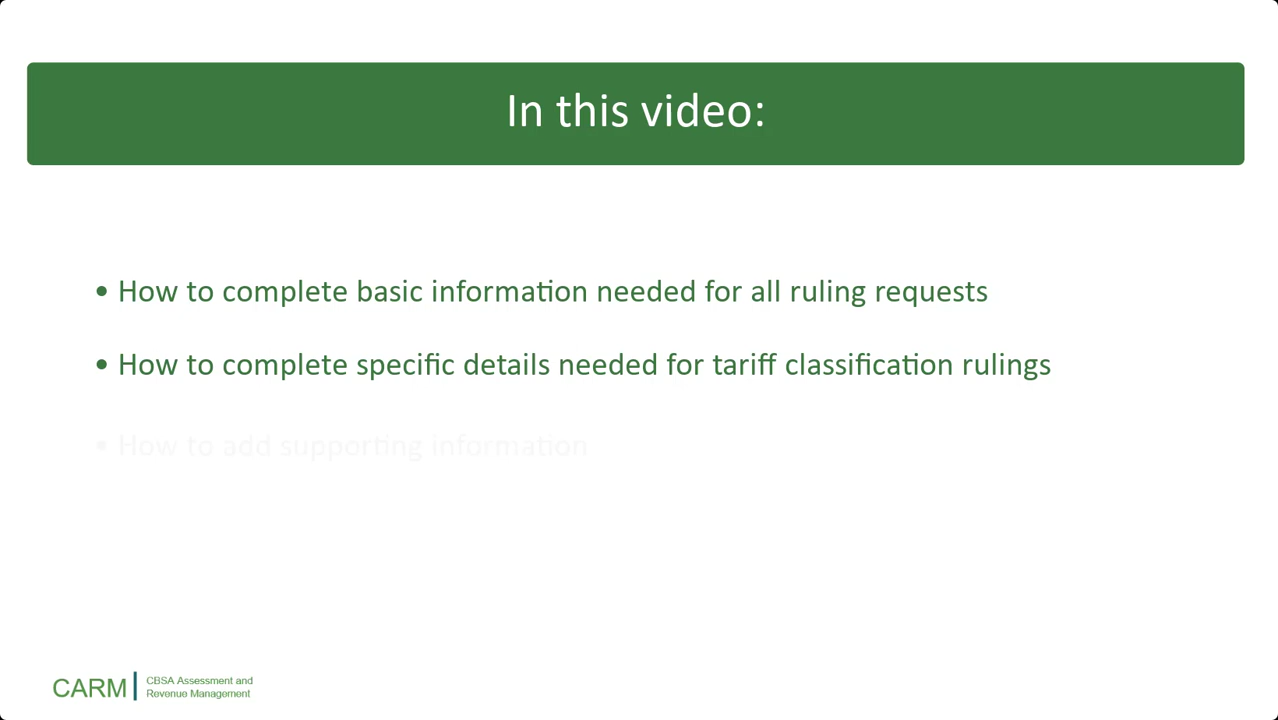 In this video:
• How to complete basic information needed for all ruling requests
• How to complete specific details needed for tariff classification rulings
• How to add supporting information
CARM
CBSA Assessment and
Revenue Management